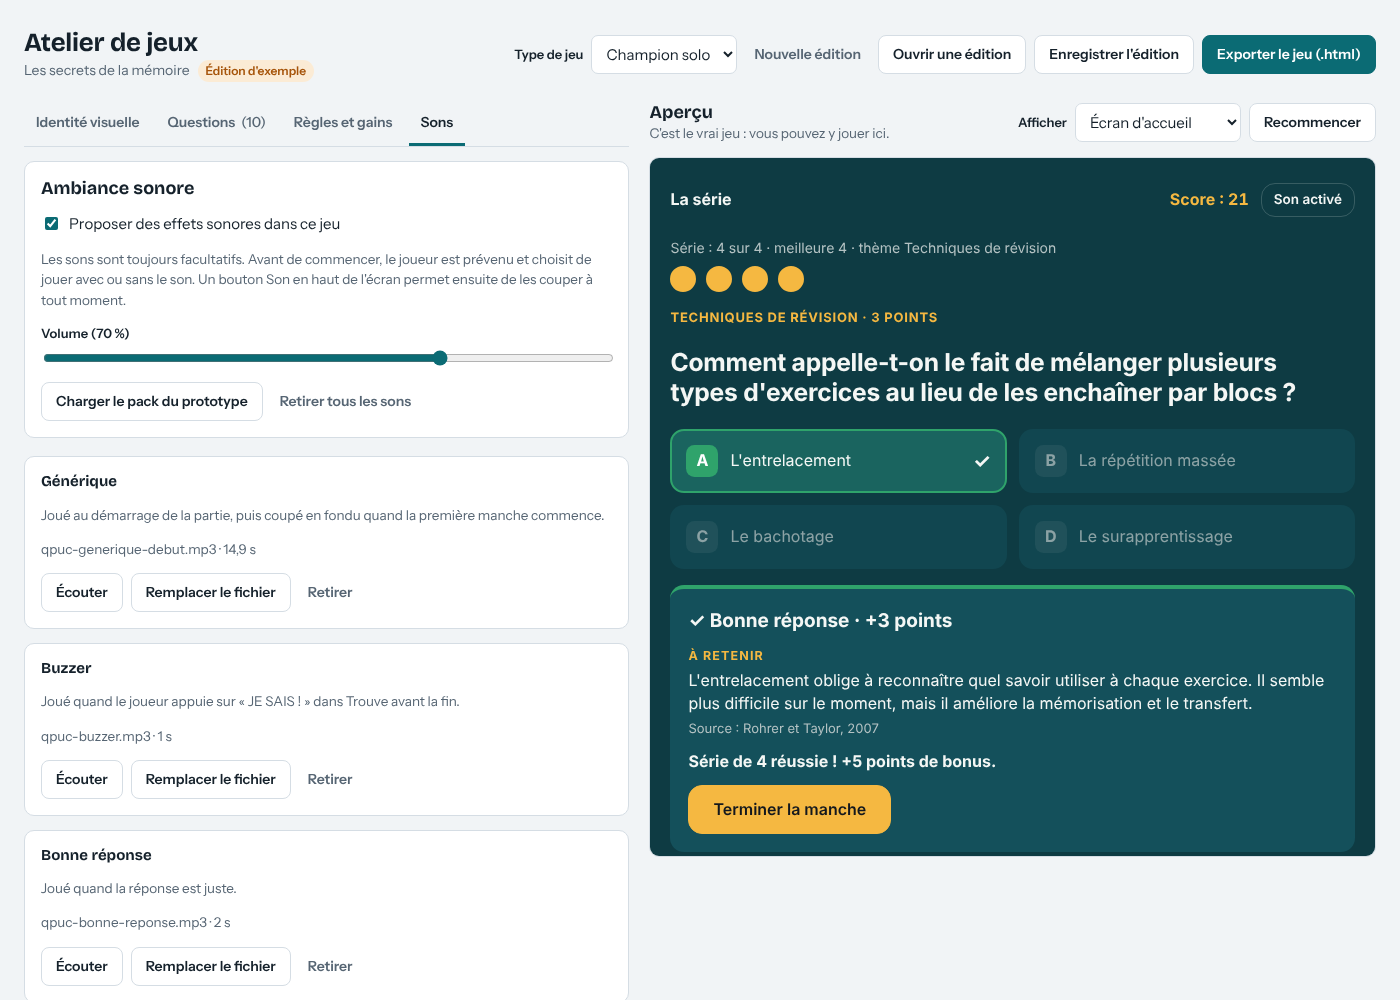 Atelier de jeux
Les secrets de la mémoire
Édition d'exemple
Type de jeu
Champion solo
Nouvelle édition
Ouvrir une édition
Enregistrer l'édition
Exporter le jeu (.html)
Identité visuelle
Questions (10)
Règles et gains
Sons
Ambiance sonore
Proposer des effets sonores dans ce jeu
Les sons sont toujours facultatifs. Avant de commencer, le joueur est prévenu et choisit de
jouer avec ou sans le son. Un bouton Son en haut de l'écran permet ensuite de les couper à
tout moment.
Volume (70 %)
Charger le pack du prototype
Retirer tous les sons
Générique
Joué au démarrage de la partie, puis coupé en fondu quand la première manche commence.
qpuc-generique-debut.mp3 · 14,9 s
Écouter
Remplacer le fichier
Retirer
Buzzer
Joué quand le joueur appuie sur « JE SAIS ! » dans Trouve avant la fin.
qpuc-buzzer.mp3 · 1 s
Écouter
Remplacer le fichier
Retirer
Bonne réponse
Joué quand la réponse est juste.
qpuc-bonne-reponse.mp3 · 2 s
Écouter
Remplacer le fichier
Retirer
Aperçu
C'est le vrai jeu : vous pouvez y jouer ici.
Afficher
Écran d'accueil
Recommencer
La série
Score : 21
Son activé
Série : 4 sur 4 · meilleure 4 · thème Techniques de révision
TECHNIQUES DE RÉVISION · 3 POINTS
Comment appelle-t-on le fait de mélanger plusieurs
types d'exercices au lieu de les enchaîner par blocs ?
A L'entrelacement ✓
B La répétition massée
C Le bachotage
D Le surapprentissage
✓ Bonne réponse · +3 points
À RETENIR
L'entrelacement oblige à reconnaître quel savoir utiliser à chaque exercice. Il semble
plus difficile sur le moment, mais il améliore la mémorisation et le transfert.
Source : Rohrer et Taylor, 2007
Série de 4 réussie ! +5 points de bonus.
Terminer la manche